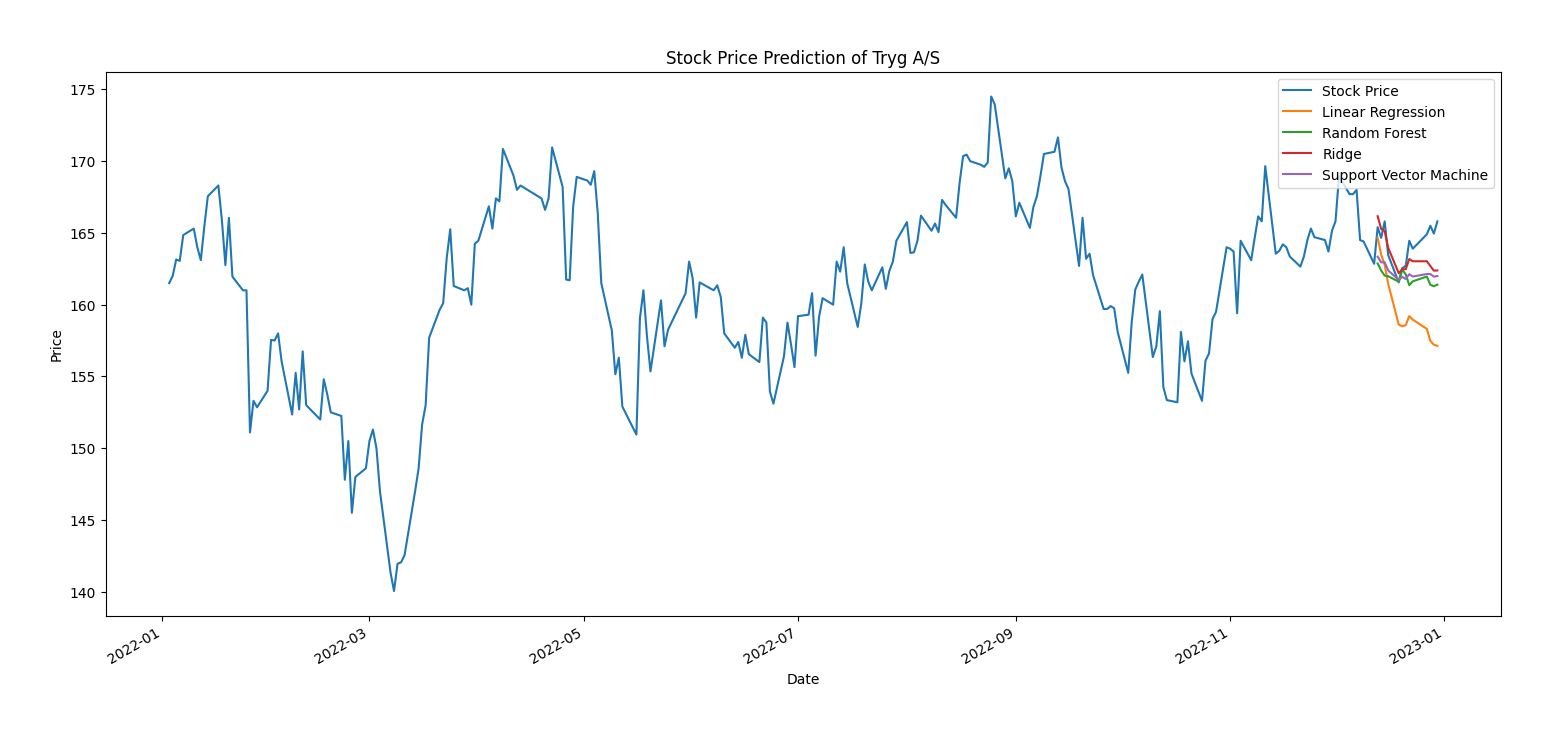 Stock Price Prediction of Tryg A/S
175
170
165
160
155
150
145
140
Price
Stock Price
Linear Regression
Random Forest
Ridge
Support Vector Machine
2022-01
2022-03
2022-05
2022-07
2022-09
2022-11
2023-01
Date